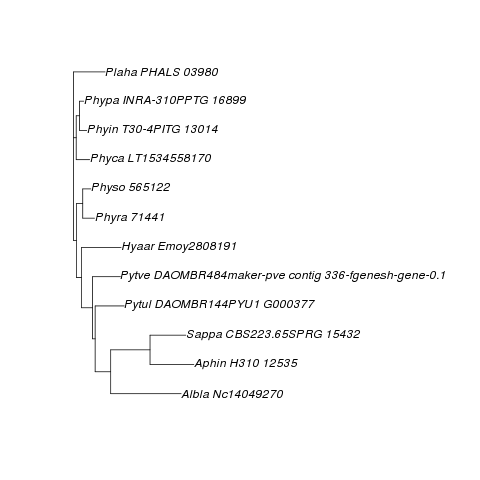 Plaha PHALS 03980
Phypa INRA-310PPTG 16899
Phyin T30-4PITG 13014
Phyca LT1534558170
Physo 565122
Phyra 71441
Hyaar Emoy2808191
Pytve DAOMBR484maker-pve contig 336-fgenesh-gene-0.1
Pytul DAOMBR144PYU1 G000377
Sappa CBS223.65SPRG 15432
Aphin H310 12535
Albla Nc14049270